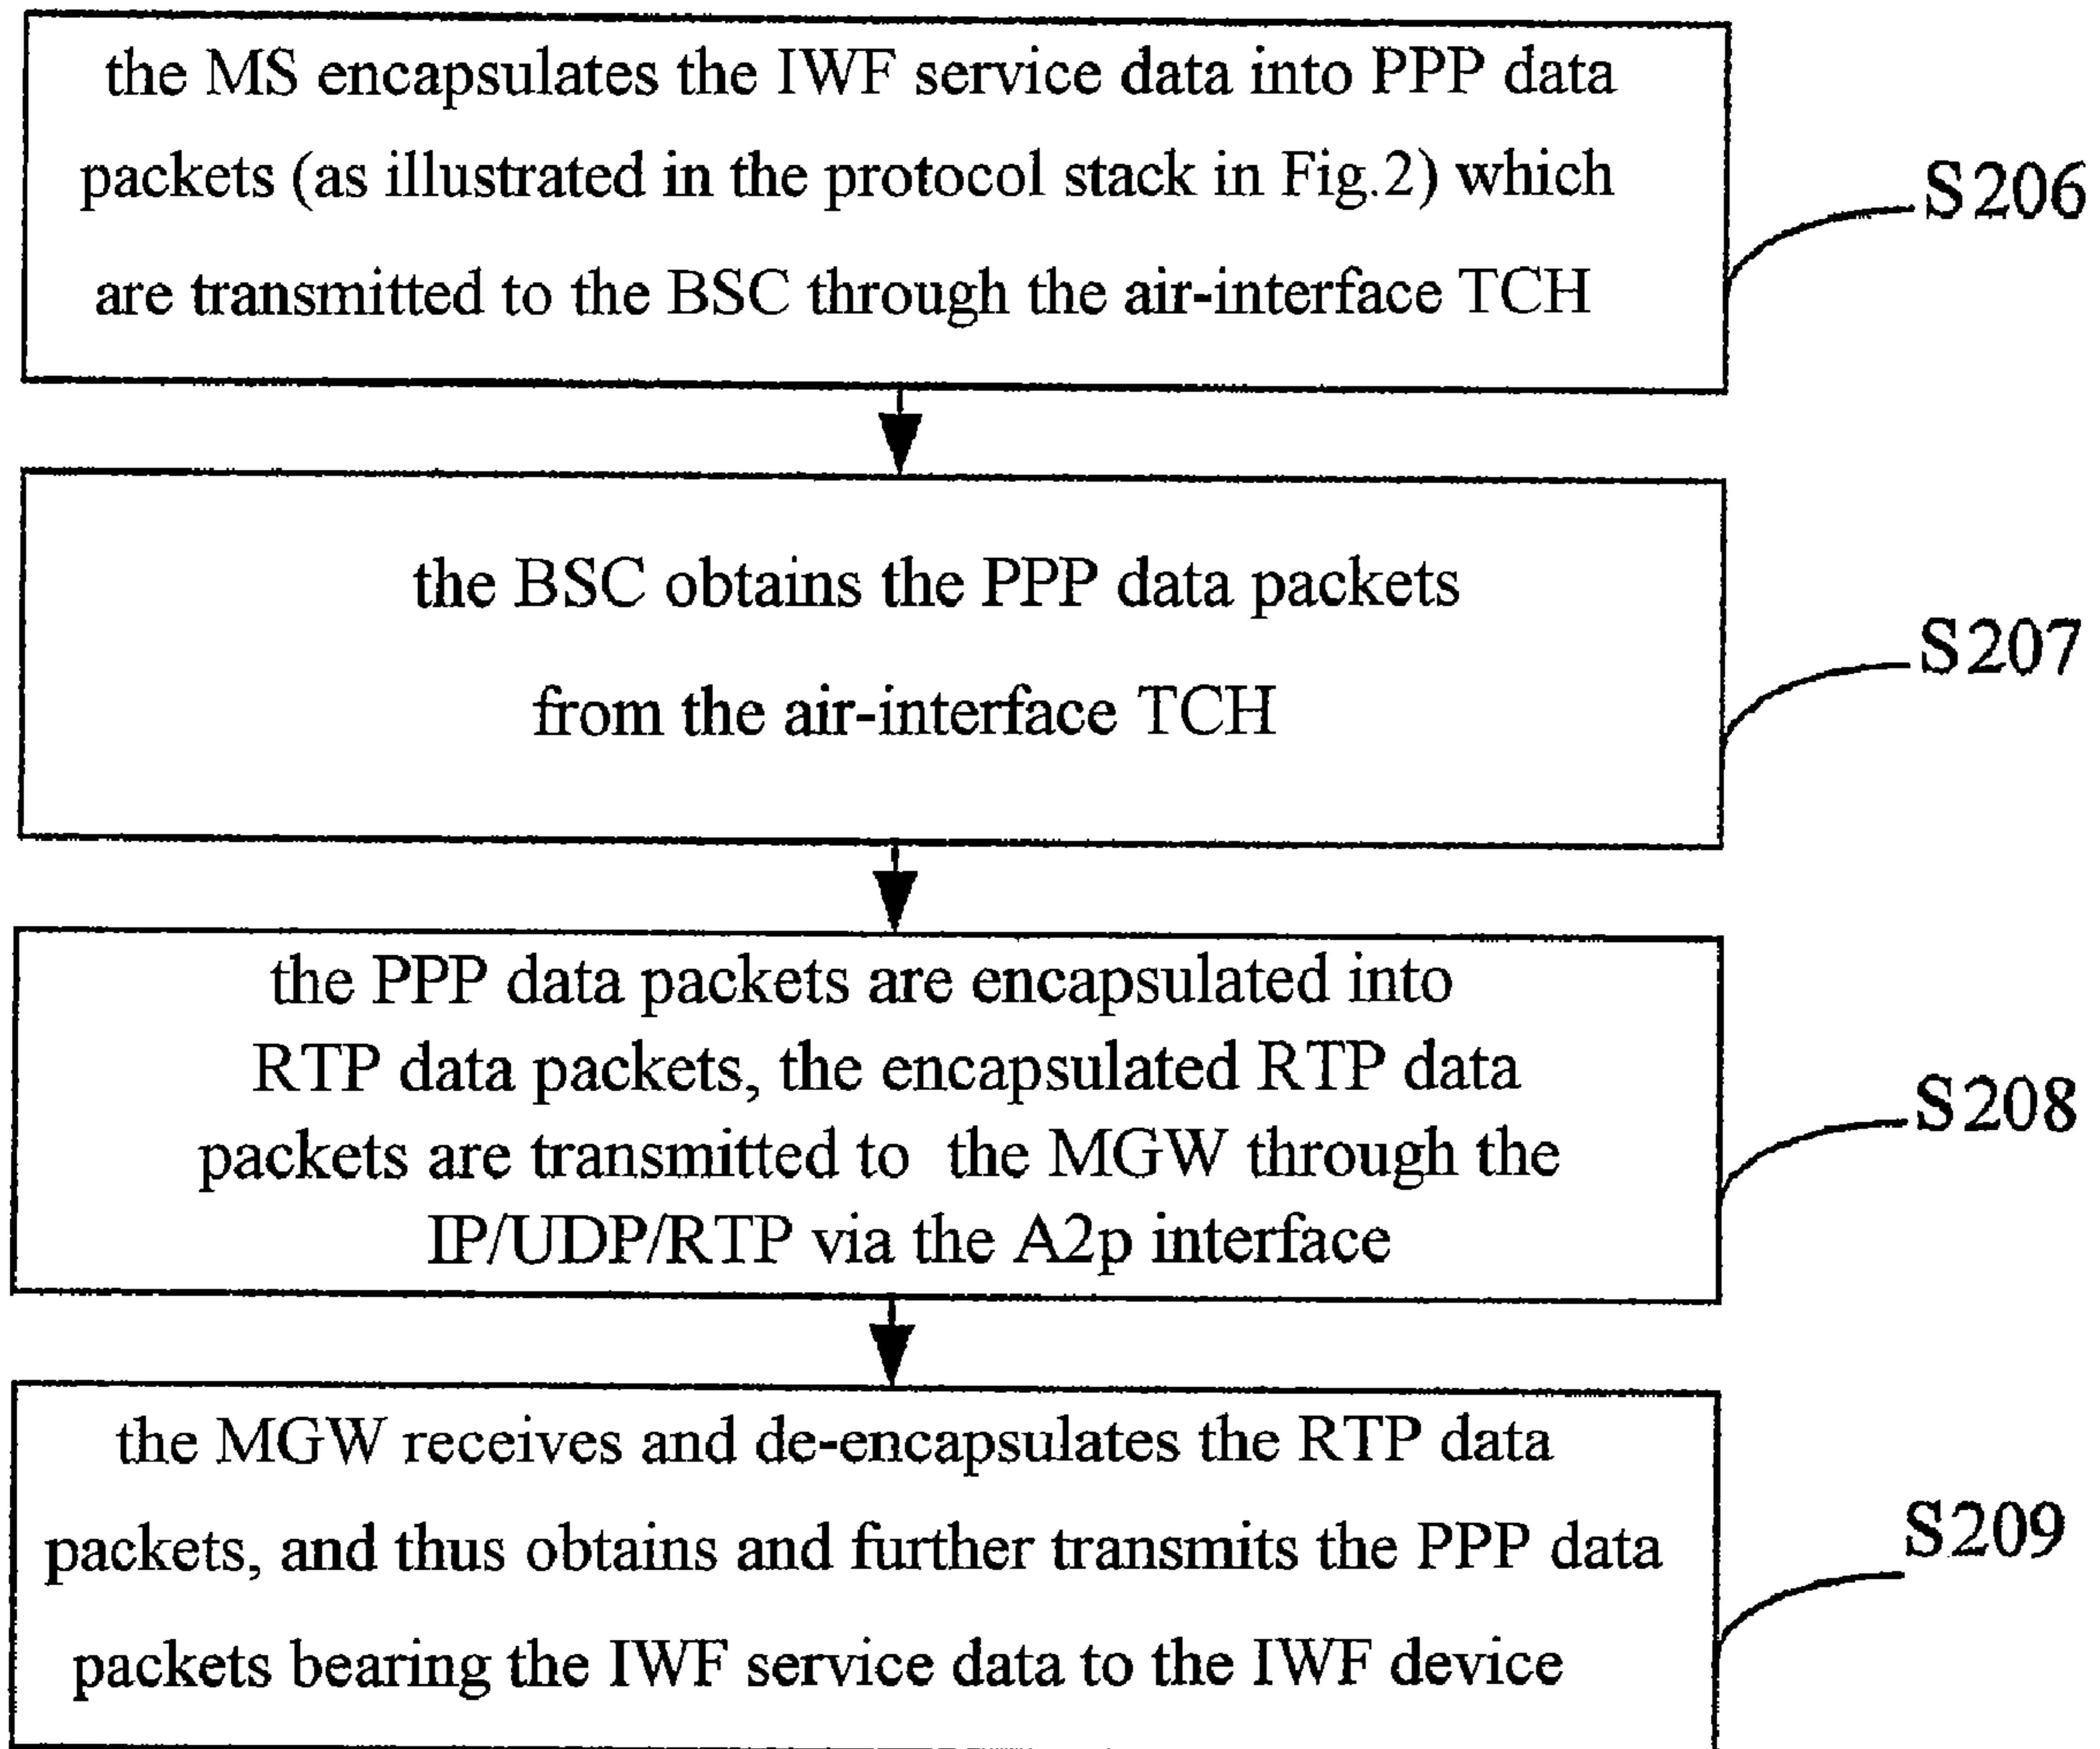 the MS encapsulates the IWF service data into PPP data
packets (as illustrated in the protocol stack in Fig.2) which
are transmitted to the BSC through the air-interface TCH
S206
the BSC obtains the PPP data packets
from the air-interface TCH
S207
the PPP data packets are encapsulated into
RTP data packets, the encapsulated RTP data
packets are transmitted to the MGW through the
IP/UDP/RTP via the A2p interface
S208
the MGW receives and de-encapsulates the RTP data
packets, and thus obtains and further transmits the PPP data
packets bearing the IWF service data to the IWF device
S209